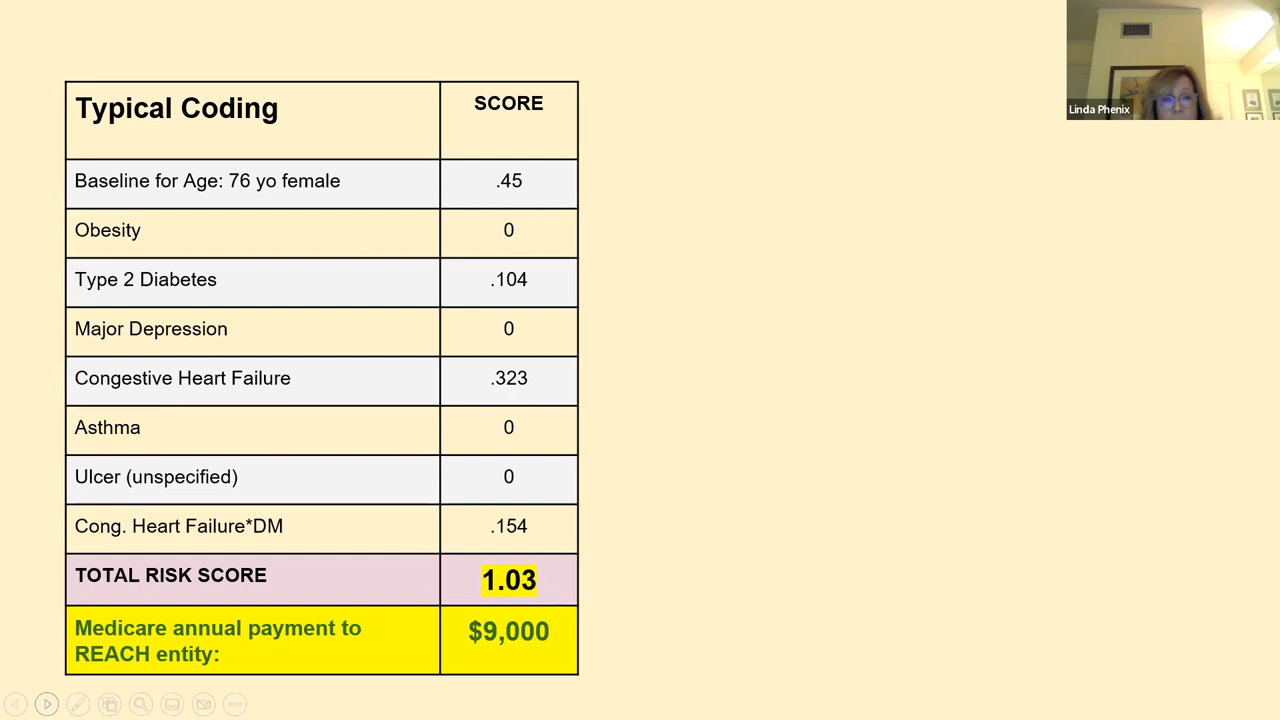 Typical Coding
SCORE
Baseline for Age: 76 yo female
.45
Obesity
0
Type 2 Diabetes
.104
Major Depression
0
Congestive Heart Failure
.323
Asthma
0
Ulcer (unspecified)
0
Cong. Heart Failure*DM
.154
TOTAL RISK SCORE
1.03
Medicare annual payment to
REACH entity:
$9,000
Linda Phenix